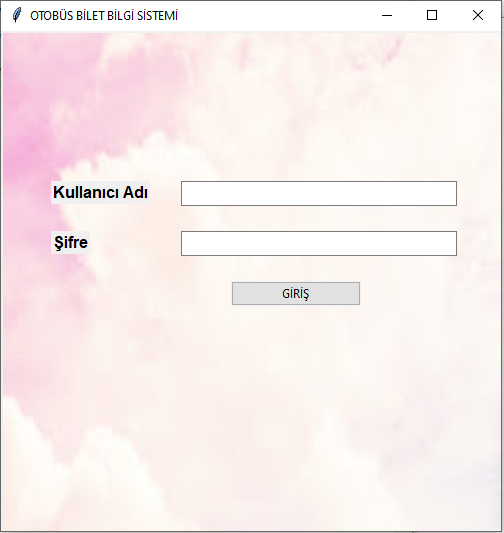 OTOBÜS BİLET BİLGİ SİSTEMİ
Kullanıcı Adı
Şifre
GİRİŞ